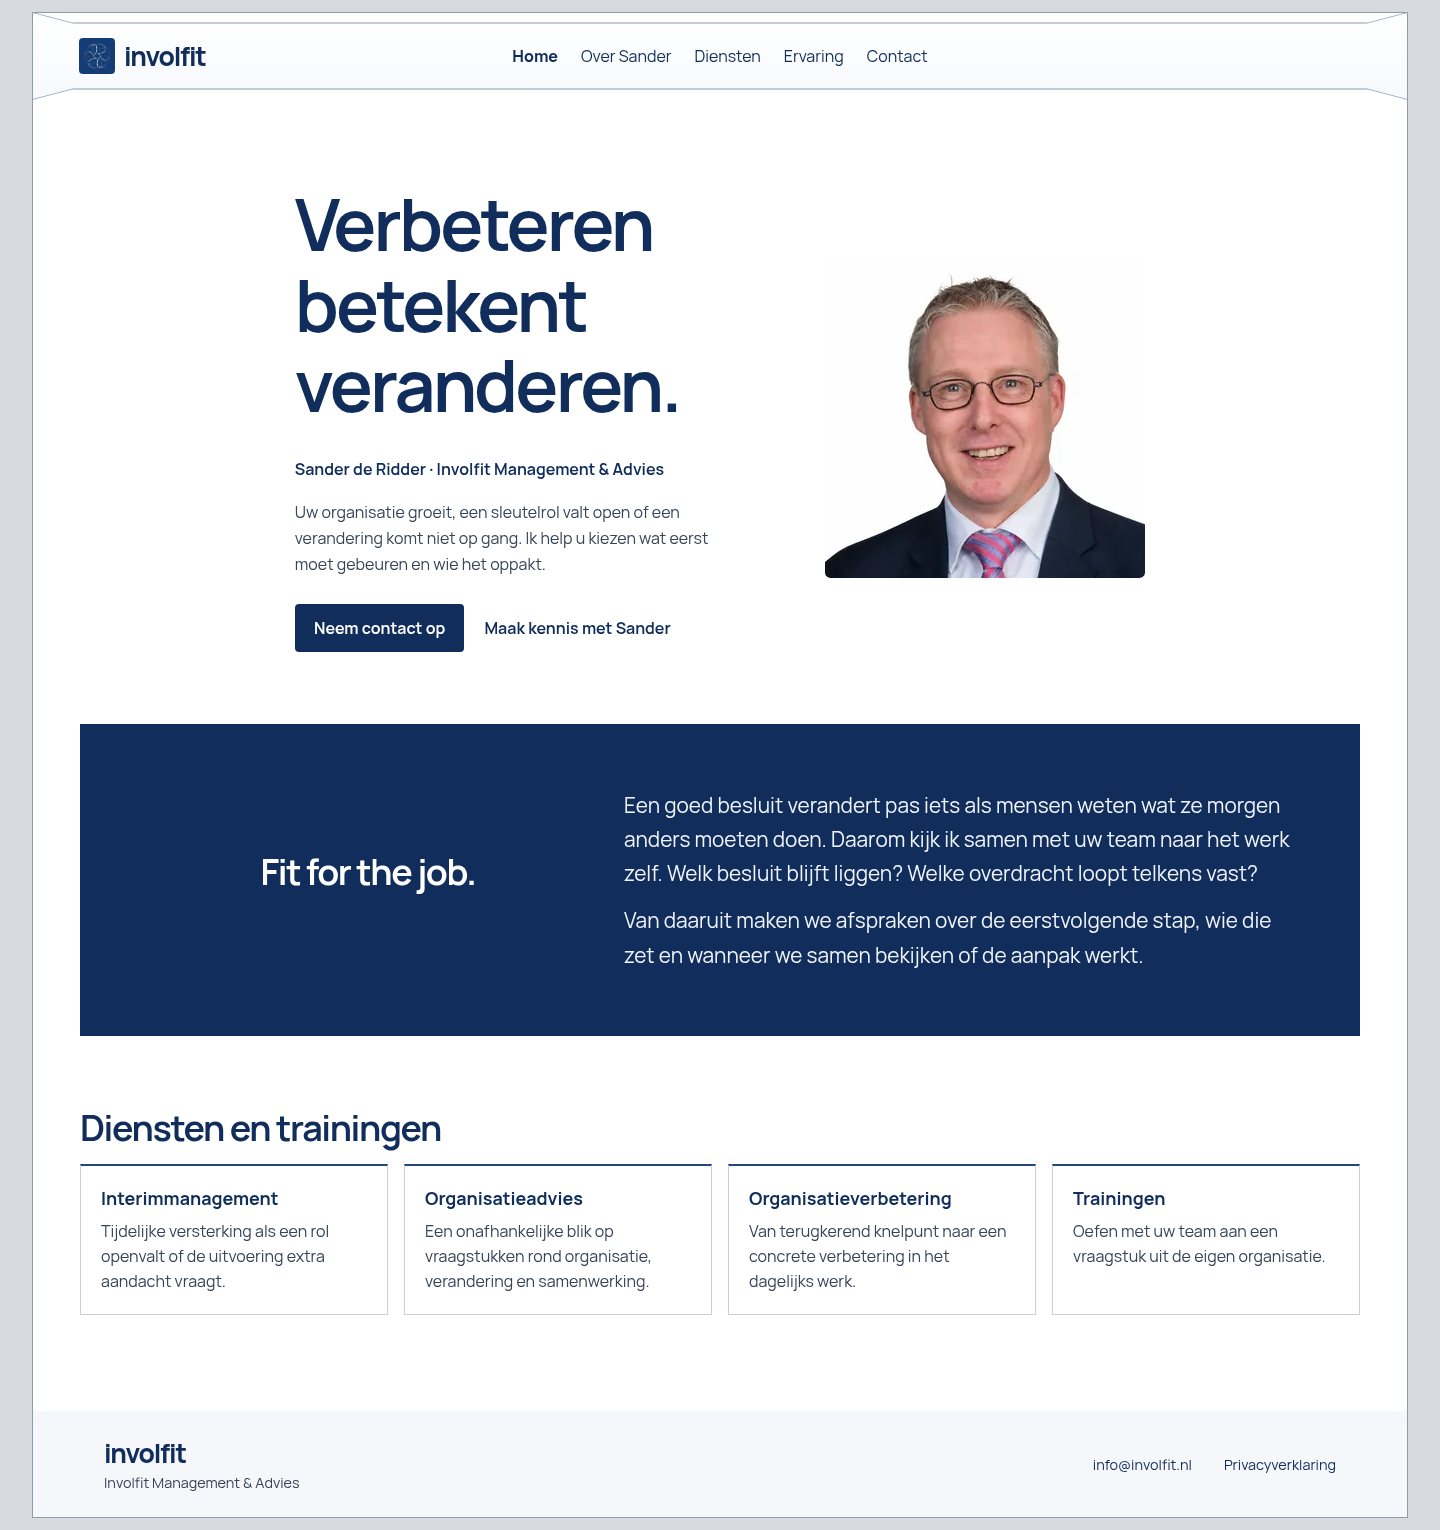 involfit
Home Over Sander Diensten Ervaring Contact
Verbeteren
betekent
veranderen.
Sander de Ridder · Involfit Management & Advies
Uw organisatie groeit, een sleutelrol valt open of een
verandering komt niet op gang. Ik help u kiezen wat eerst
moet gebeuren en wie het oppakt.
Neem contact op
Maak kennis met Sander
Fit for the job.
Een goed besluit verandert pas iets als mensen weten wat ze morgen
anders moeten doen. Daarom kijk ik samen met uw team naar het werk
zelf. Welk besluit blijft liggen? Welke overdracht loopt telkens vast?
Van daaruit maken we afspraken over de eerstvolgende stap, wie die
zet en wanneer we samen bekijken of de aanpak werkt.
Diensten en trainingen
Interimmanagement
Tijdelijke versterking als een rol
openvalt of de uitvoering extra
aandacht vraagt.
Organisatieadvies
Een onafhankelijke blik op
vraagstukken rond organisatie,
verandering en samenwerking.
Organisatieverbetering
Van terugkerend knelpunt naar een
concrete verbetering in het
dagelijks werk.
Trainingen
Oefen met uw team aan een
vraagstuk uit de eigen organisatie.
involfit
Involfit Management & Advies
info@involfit.nl
Privacyverklaring